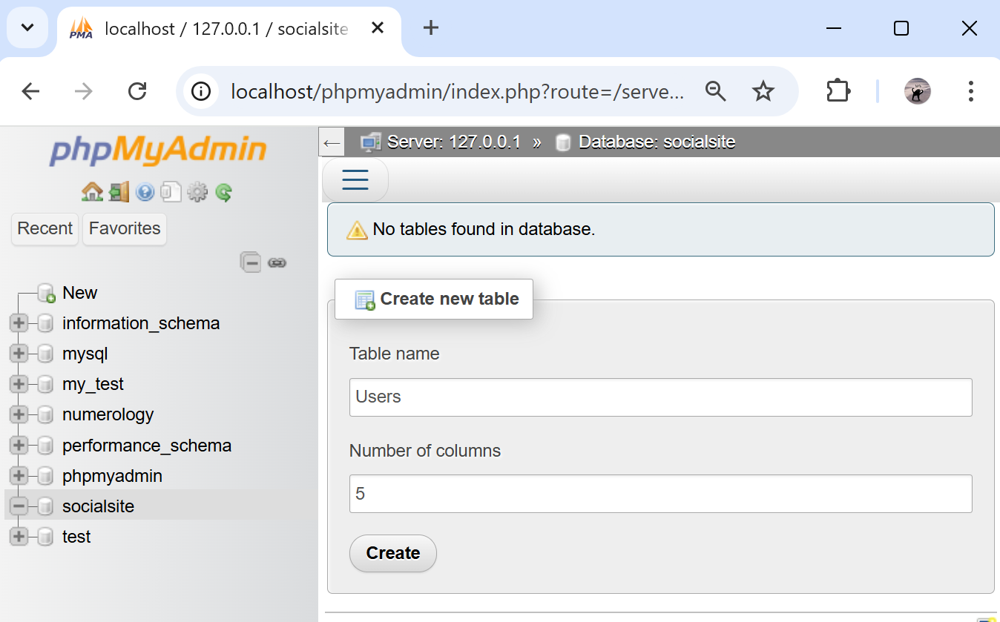 PMA
localhost / 127.0.0.1 / socialsite
localhost/phpmyadmin/index.php?route=/serve...
phpMyAdmin
Recent
Favorites
New
information_schema
mysql
my_test
numerology
performance_schema
phpmyadmin
socialsite
test
Server: 127.0.0.1 » Database: socialsite
No tables found in database.
Create new table
Table name
Users
Number of columns
5
Create